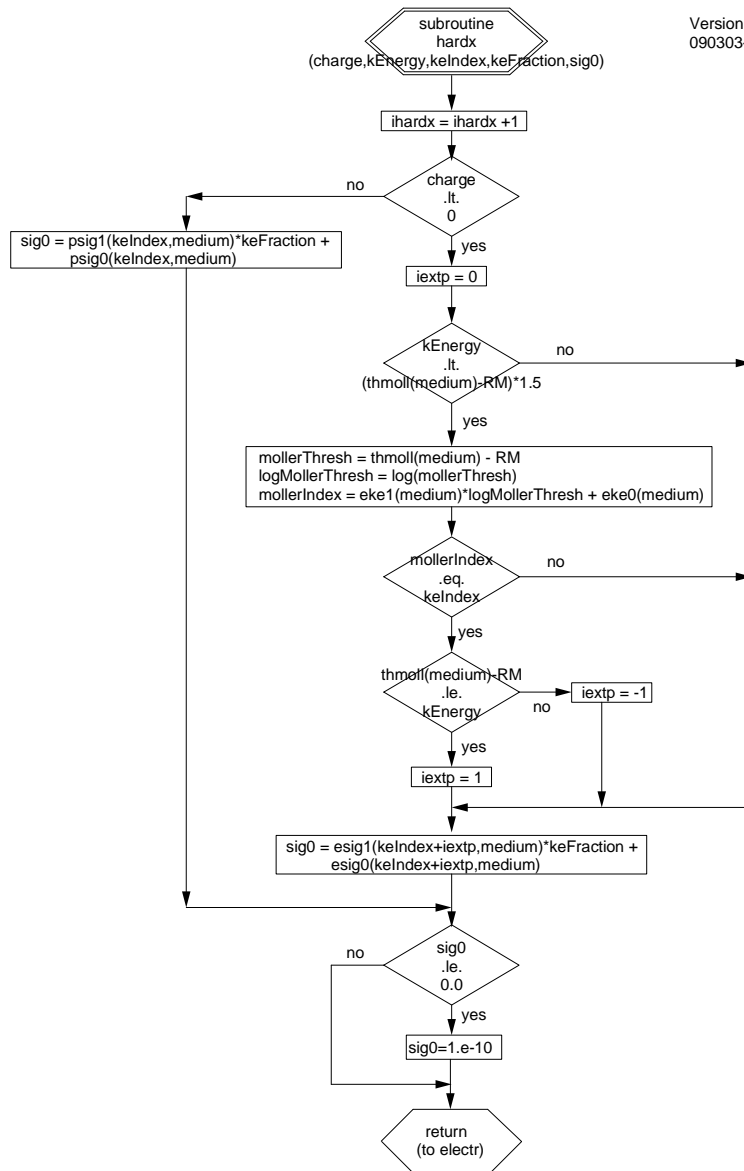 subroutine
hardx
(charge,kEnergy,keIndex,keFraction,sig0)
Version
090303-
ihardx = ihardx +1
charge
.lt.
0
no
yes
sig0 = psig1(keIndex,medium)*keFraction +
psig0(keIndex,medium)
iextp = 0
kEnergy
.lt.
(thmoll(medium)-RM)*1.5
no
yes
mollerThresh = thmoll(medium) - RM
logMollerThresh = log(mollerThresh)
mollerIndex = eke1(medium)*logMollerThresh + eke0(medium)
mollerIndex
.eq.
keIndex
no
yes
thmoll(medium)-RM
.le.
kEnergy
no
iextp = -1
yes
iextp = 1
sig0 = esig1(keIndex+iextp,medium)*keFraction +
esig0(keIndex+iextp,medium)
sig0
.le.
0.0
no
yes
sig0=1.e-10
return
(to electr)